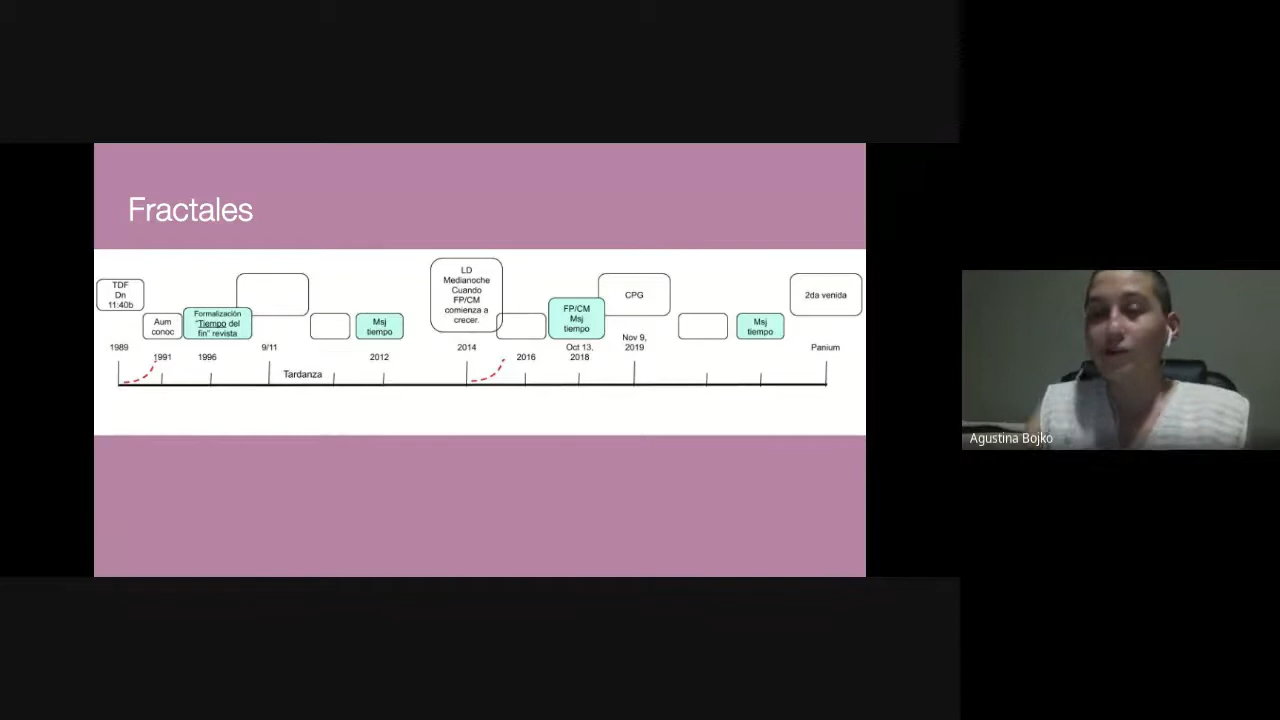 Fractales
TDF
Dn
11:40b
Aum
conoc
Formalización
"Tiempo del
fin" revista
Msj
tiempo
LD
Medianoche
Cuando
FP/CM
comienza a
crecer.
FP/CM
Msj
tiempo
CPG
Msj
tiempo
2da venida
1989
1991
1996
9/11
Tardanza
2012
2014
2016
Oct 13,
2018
Nov 9,
2019
Panium
Agustina Bojko